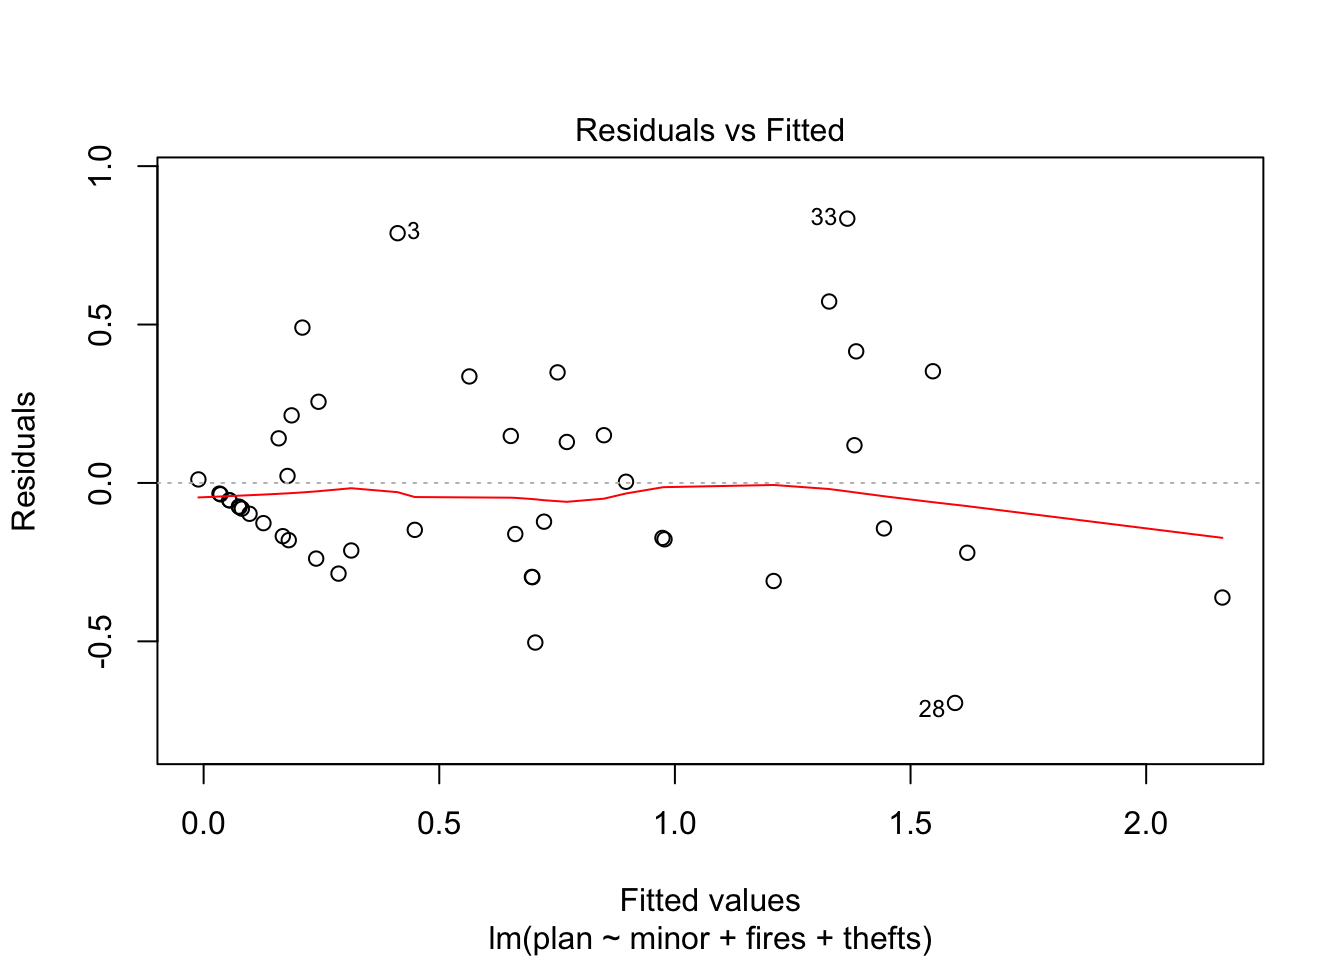 Residuals vs Fitted
Residuals
1.0
0.5
0.0
-0.5
3
33
28
0.0 0.5 1.0 1.5 2.0
Fitted values
lm(plan ~ minor + fires + thefts)